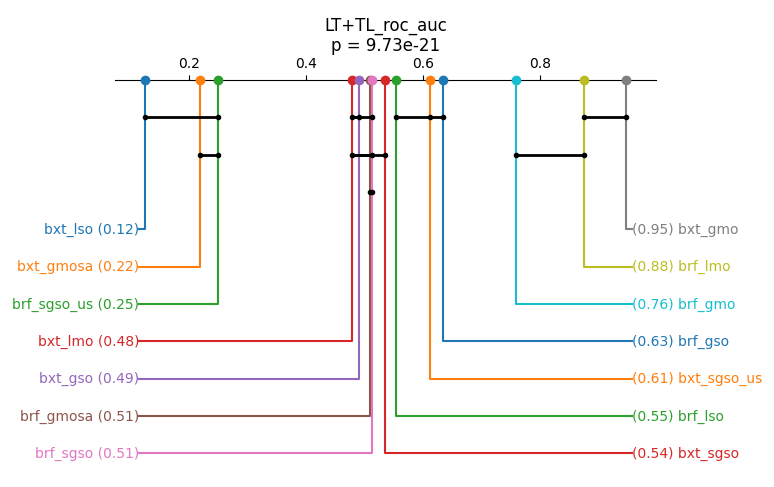 LT+TL_roc_auc
p = 9.73e-21
0.2 0.4 0.6 0.8
bxt_lso (0.12) (0.95) bxt_gmo
bxt_gmosa (0.22) (0.88) brf_lmo
brf_sgso_us (0.25) (0.76) brf_gmo
bxt_lmo (0.48) (0.63) brf_gso
bxt_gso (0.49) (0.61) bxt_sgso_us
brf_gmosa (0.51) (0.55) brf_lso
brf_sgso (0.51) (0.54) bxt_sgso